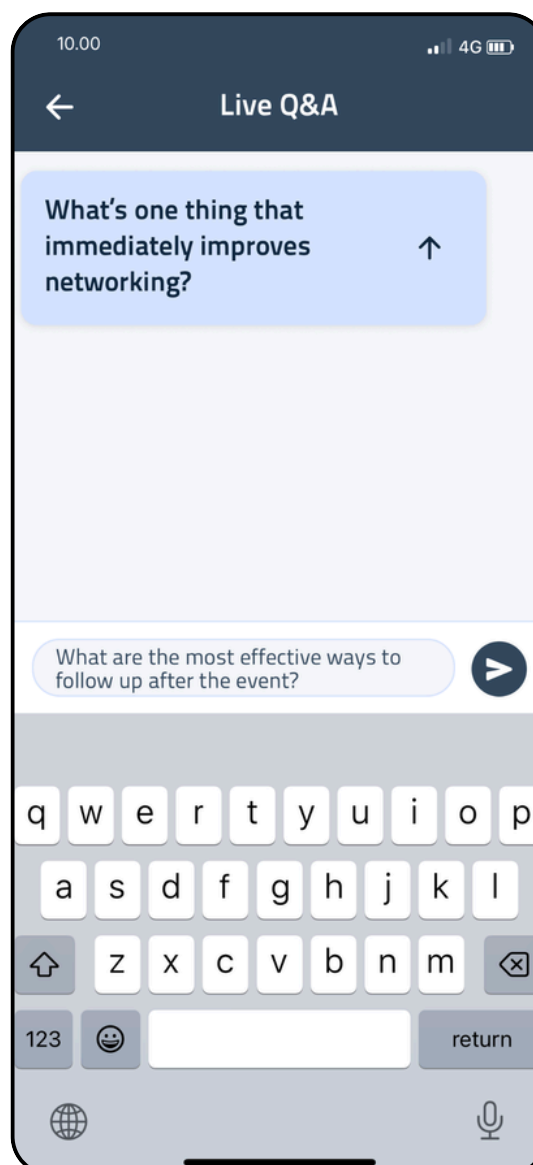 10.00 4G
Live Q&A
What's one thing that
immediately improves
networking?
What are the most effective ways to
follow up after the event?
q w e r t y u i o p
a s d f g h j k l
z x c v b n m
123 return